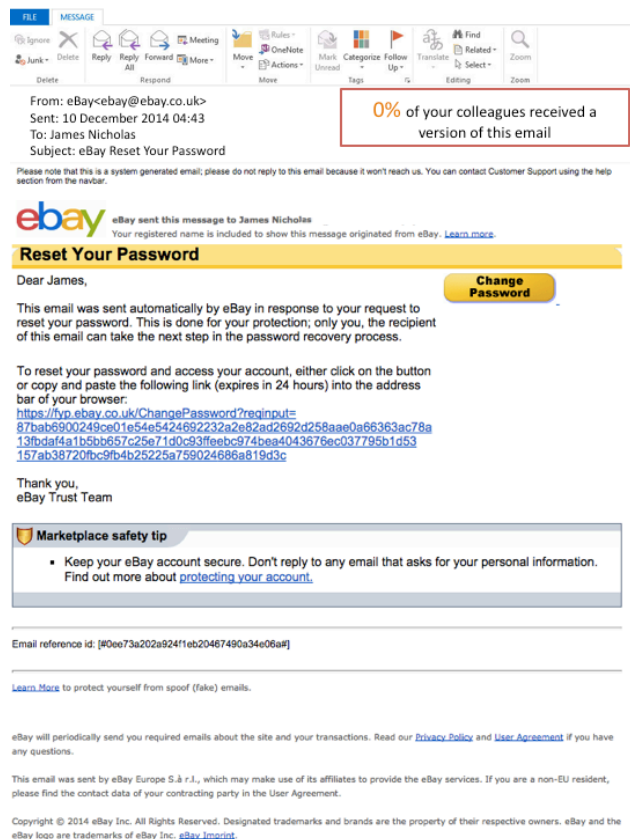 FILE MESSAGE
Ignore Delete Reply Reply All Forward Meeting Move Rules OneNote Mark Unread Categorize Follow Up Translate Find Related Select Zoom
Junk More Actions
Delete Respond Move Tags Editing Zoom
From: eBay<ebay@ebay.co.uk>
Sent: 10 December 2014 04:43
To: James Nicholas
Subject: eBay Reset Your Password
0% of your colleagues received a
version of this email
Please note that this is a system generated email; please do not reply to this email because it won't reach us. You can contact Customer Support using the help
section from the navbar.
ebay
eBay sent this message to James Nicholas
Your registered name is included to show this message originated from eBay. Learn more.
Reset Your Password
Dear James,
Change
Password
This email was sent automatically by eBay in response to your request to
reset your password. This is done for your protection; only you, the recipient
of this email can take the next step in the password recovery process.
To reset your password and access your account, either click on the button
or copy and paste the following link (expires in 24 hours) into the address
bar of your browser:
https://fyp.ebay.co.uk/ChangePassword?reqinput=
87bab6900249ce01e54e5424692232a2e82ad2692d258aae0a66363ac78a
13fbdaf4a1b5bb657c25e71d0c93ffeebc974bea4043676ec037795b1d53
157ab38720fbc9fb4b25225a759024686a819d3c
Thank you,
eBay Trust Team
Marketplace safety tip
• Keep your eBay account secure. Don't reply to any email that asks for your personal information.
Find out more about protecting your account.
Email reference id: [#0ee73a202a924f1eb20467490a34e06a#]
Learn More to protect yourself from spoof (fake) emails.
eBay will periodically send you required emails about the site and your transactions. Read our Privacy Policy and User Agreement if you have
any questions.
This email was sent by eBay Europe S.à r.l., which may make use of its affiliates to provide the eBay services. If you are a non-EU resident,
please find the contact data of your contracting party in the User Agreement.
Copyright © 2014 eBay Inc. All Rights Reserved. Designated trademarks and brands are the property of their respective owners. eBay and the
eBay logo are trademarks of eBay Inc. eBay Imprint.